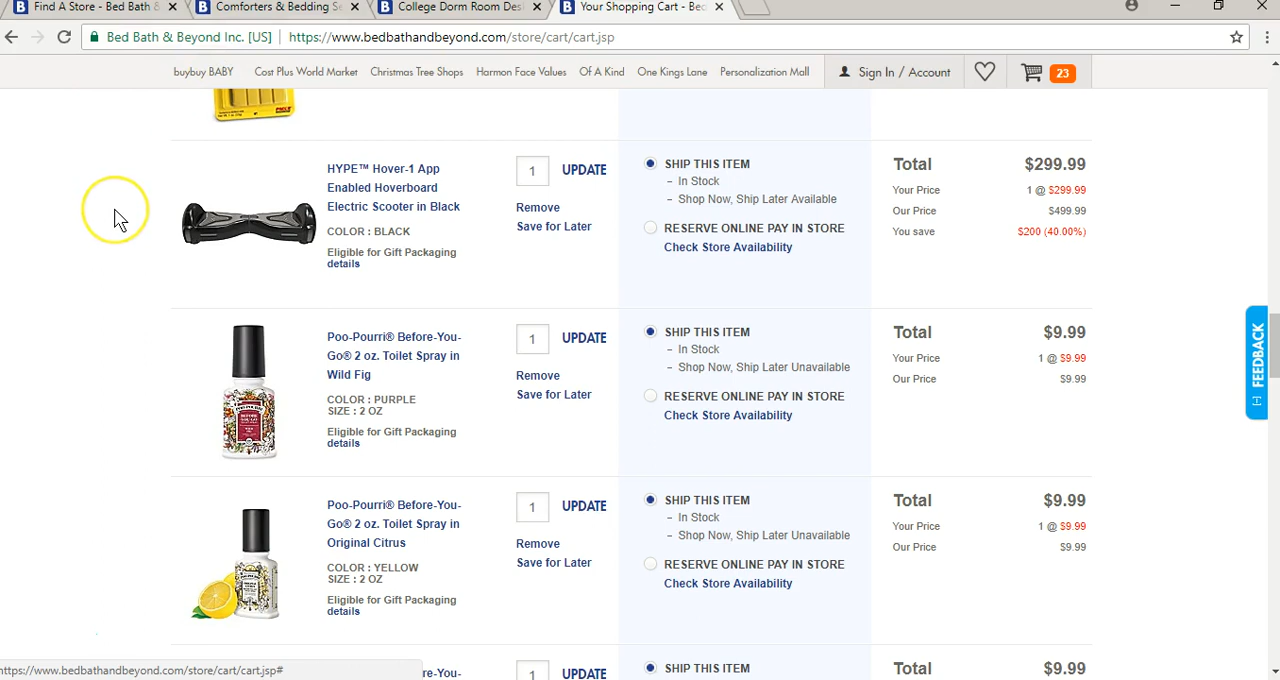 Find A Store - Bed Bath &
Comforters & Bedding Se
College Dorm Room Des
Your Shopping Cart - Bed
Bed Bath & Beyond Inc. [US]
https://www.bedbathandbeyond.com/store/cart/cart.jsp
buybuy BABY
Cost Plus World Market
Christmas Tree Shops
Harmon Face Values
Of A Kind
One Kings Lane
Personalization Mall
Sign In / Account
23
HYPE™ Hover-1 App
Enabled Hoverboard
Electric Scooter in Black
COLOR : BLACK
Eligible for Gift Packaging
details
1
UPDATE
Remove
Save for Later
SHIP THIS ITEM
- In Stock
- Shop Now, Ship Later Available
RESERVE ONLINE PAY IN STORE
Check Store Availability
Total $299.99
Your Price 1 @ $299.99
Our Price $499.99
You save $200 (40.00%)
Poo-Pourri® Before-You-
Go® 2 oz. Toilet Spray in
Wild Fig
COLOR : PURPLE
SIZE : 2 OZ
Eligible for Gift Packaging
details
1
UPDATE
Remove
Save for Later
SHIP THIS ITEM
- In Stock
- Shop Now, Ship Later Unavailable
RESERVE ONLINE PAY IN STORE
Check Store Availability
Total $9.99
Your Price 1 @ $9.99
Our Price $9.99
Poo-Pourri® Before-You-
Go® 2 oz. Toilet Spray in
Original Citrus
COLOR : YELLOW
SIZE : 2 OZ
Eligible for Gift Packaging
details
1
UPDATE
Remove
Save for Later
SHIP THIS ITEM
- In Stock
- Shop Now, Ship Later Unavailable
RESERVE ONLINE PAY IN STORE
Check Store Availability
Total $9.99
Your Price 1 @ $9.99
Our Price $9.99
re-You-
1
UPDATE
SHIP THIS ITEM
Total $9.99
FEEDBACK
https://www.bedbathandbeyond.com/store/cart/cart.jsp#